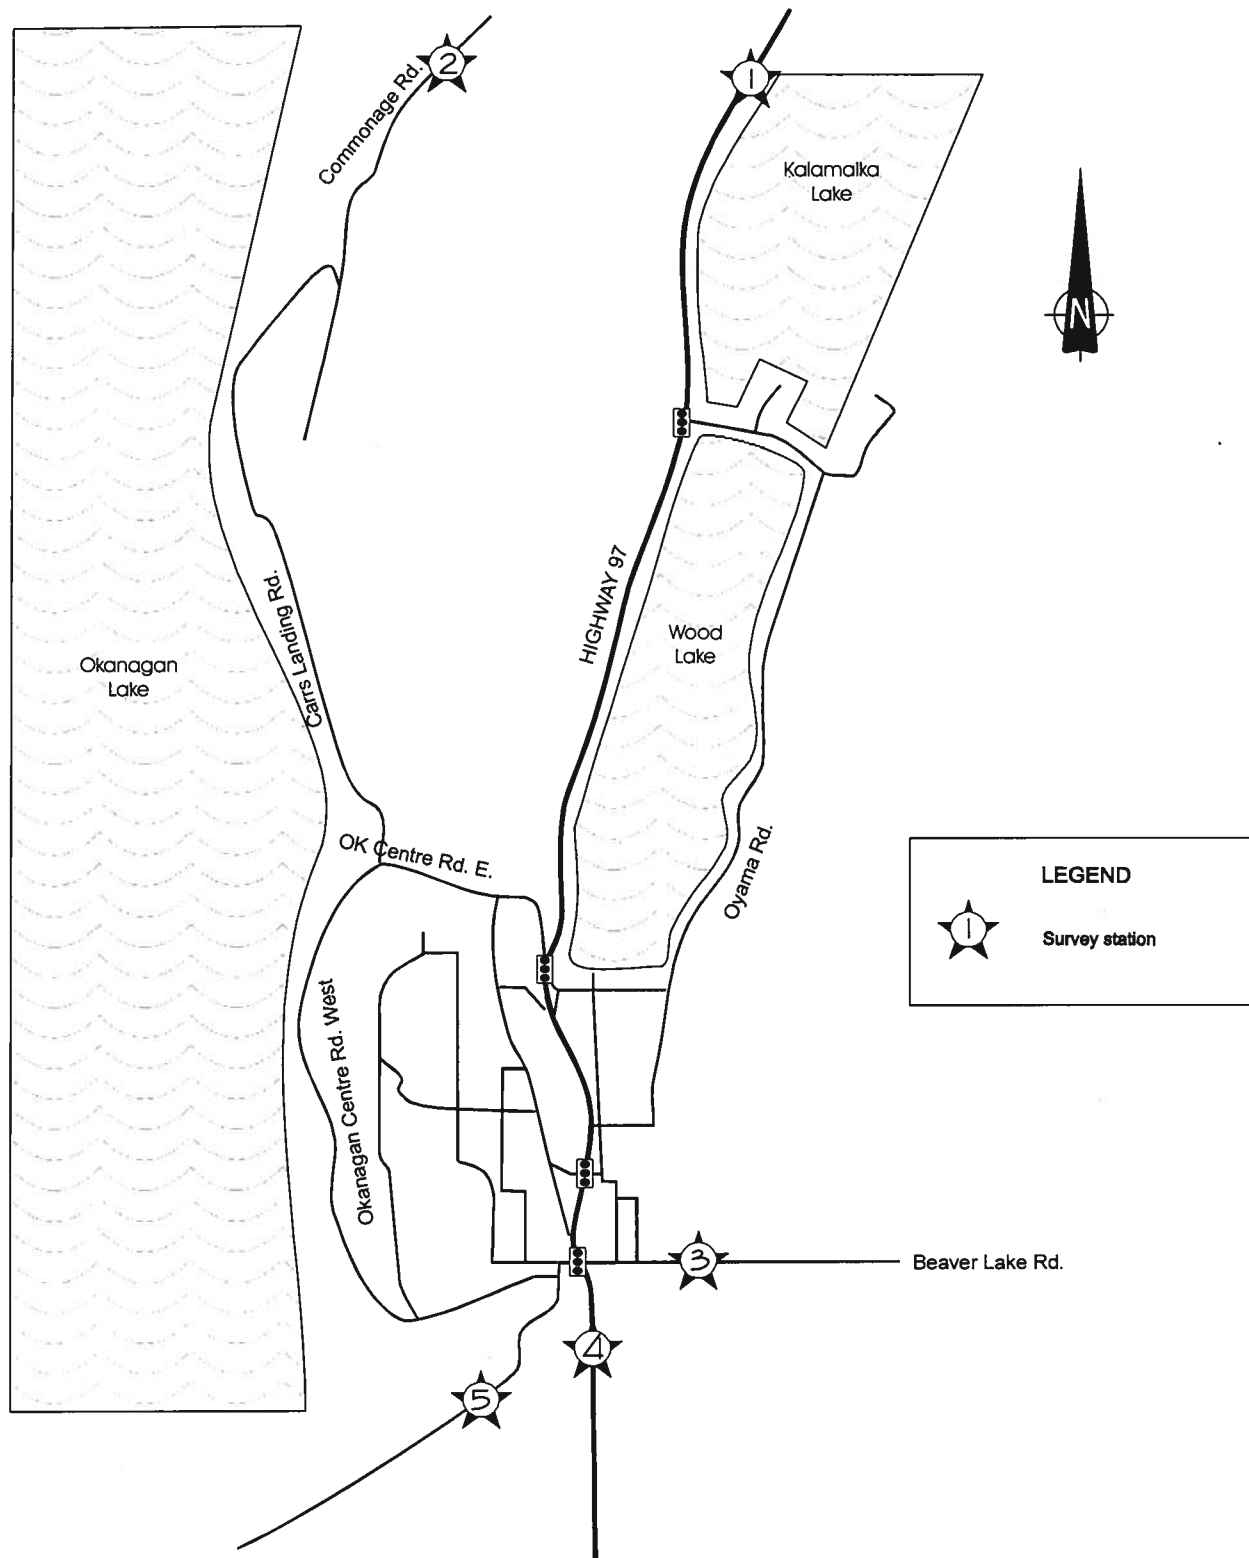 2
1
Commonage Rd.
Kalamalka
Lake
N
HIGHWAY 97
Carrs Landing Rd.
Wood
Lake
Okanagan
Lake
OK Centre Rd. E.
Oyama Rd.
LEGEND
1
Survey station
Okanagan Centre Rd. West
3
Beaver Lake Rd.
4
5